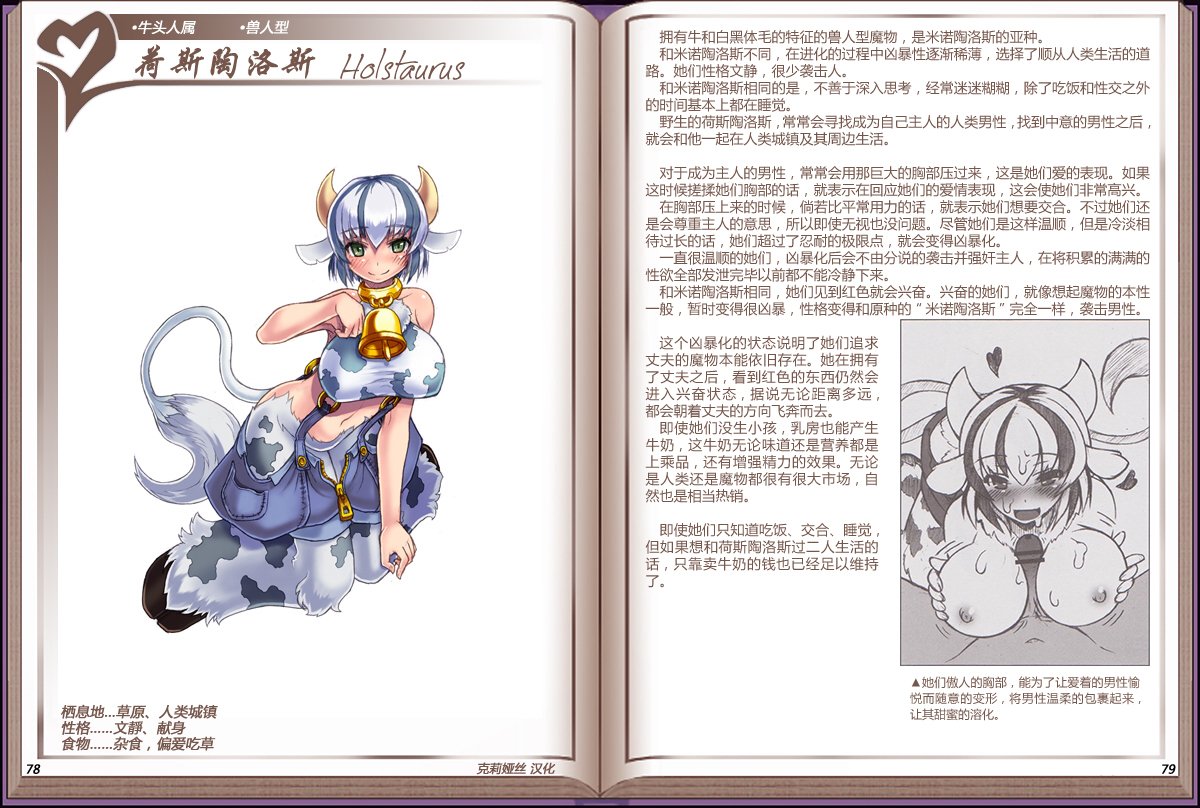 •牛头人属 •兽人型
荷斯陶洛斯 Holstaurus
栖息地...草原、人类城镇
性格......文静、献身
食物......杂食，偏爱吃草
78
克莉娅丝 汉化
拥有牛和白黑体毛的特征的兽人型魔物，是米诺陶洛斯的亚种。
和米诺陶洛斯不同，在进化的过程中凶暴性逐渐稀薄，选择了顺从人类生活的道
路。她们性格文静，很少袭击人。
和米诺陶洛斯相同的是，不善于深入思考，经常迷迷糊糊，除了吃饭和性交之外
的时间基本上都在睡觉。
野生的荷斯陶洛斯，常常会寻找成为自己主人的人类男性，找到中意的男性之后，
就会和他一起在人类城镇及其周边生活。
对于成为主人的男性，常常会用那巨大的胸部压过来，这是她们爱的表现。如果
这时候搓揉她们胸部的话，就表示在回应她们的爱情表现，这会使她们非常高兴。
在胸部压上来的时候，倘若比平常用力的话，就表示她们想要交合。不过她们还
是会尊重主人的意思，所以即使无视也没问题。尽管她们是这样温顺，但是冷淡相
待过长的话，她们超过了忍耐的极限点，就会变得凶暴化。
一直很温顺的她们，凶暴化后会不由分说的袭击并强奸主人，在将积累的满满的
性欲全部发泄完毕以前都不能冷静下来。
和米诺陶洛斯相同，她们见到红色就会兴奋。兴奋的她们，就像想起魔物的本性
一般，暂时变得很凶暴，性格变得和原种的“米诺陶洛斯”完全一样，袭击男性。
这个凶暴化的状态说明了她们追求
丈夫的魔物本能依旧存在。她在拥有
了丈夫之后，看到红色的东西仍然会
进入兴奋状态，据说无论距离多远，
都会朝着丈夫的方向飞奔而去。
即使她们没生小孩，乳房也能产生
牛奶，这牛奶无论味道还是营养都是
上乘品，还有增强精力的效果。无论
是人类还是魔物都很有很大市场，自
然也是相当热销。
即使她们只知道吃饭、交合、睡觉，
但如果想和荷斯陶洛斯过二人生活的
话，只靠卖牛奶的钱也已经足以维持
了。
▲她们傲人的胸部，能为了让爱着的男性愉
悦而随意的变形，将男性温柔的包裹起来，
让其甜蜜的溶化。
79